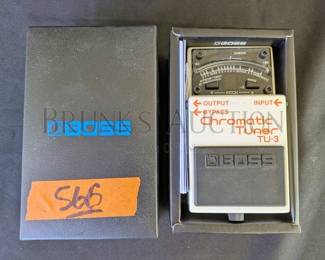 BOSS
BRUNK'S AUCTION
OUTPUT
INPUT
BYPASS
Chromatic
Tuner
TU-3
BOSS
BOSS
566